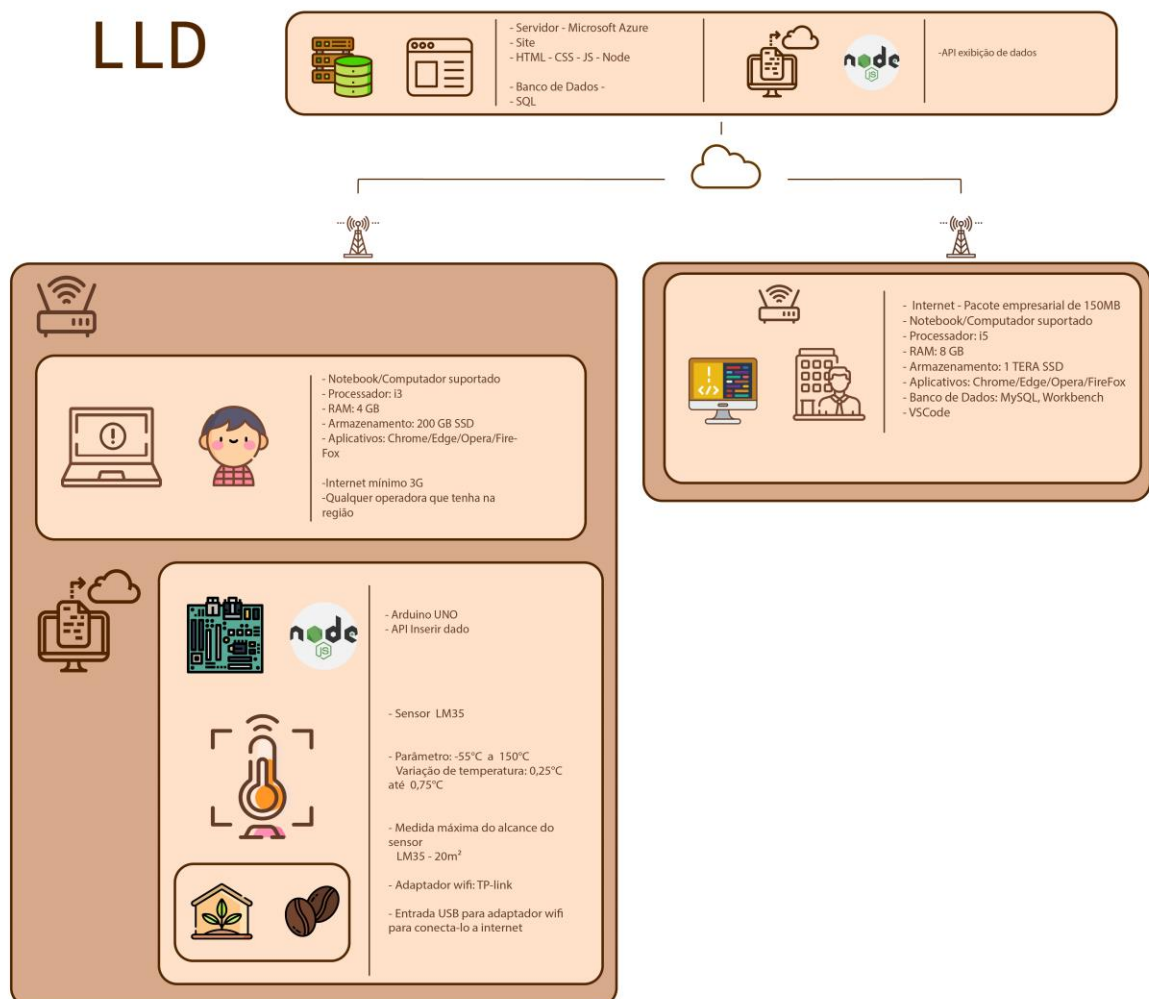 LLD
- Servidor - Microsoft Azure
- Site
- HTML - CSS - JS - Node
- Banco de Dados -
- SQL
node
JS
-API exibição de dados
- Notebook/Computador suportado
- Processador: i3
- RAM: 4 GB
- Armazenamento: 200 GB SSD
- Aplicativos: Chrome/Edge/Opera/Fire-
Fox
-Internet mínimo 3G
-Qualquer operadora que tenha na
região
- Internet - Pacote empresarial de 150MB
- Notebook/Computador suportado
- Processador: i5
- RAM: 8 GB
- Armazenamento: 1 TERA SSD
- Aplicativos: Chrome/Edge/Opera/FireFox
- Banco de Dados: MySQL, Workbench
- VSCode
node
JS
- Arduino UNO
- API Inserir dado
- Sensor LM35
- Parâmetro: -55°C a 150°C
Variação de temperatura: 0,25°C
até 0,75°C
- Medida máxima do alcance do
sensor
LM35 - 20m²
- Adaptador wifi: TP-link
- Entrada USB para adaptador wifi
para conecta-lo a internet